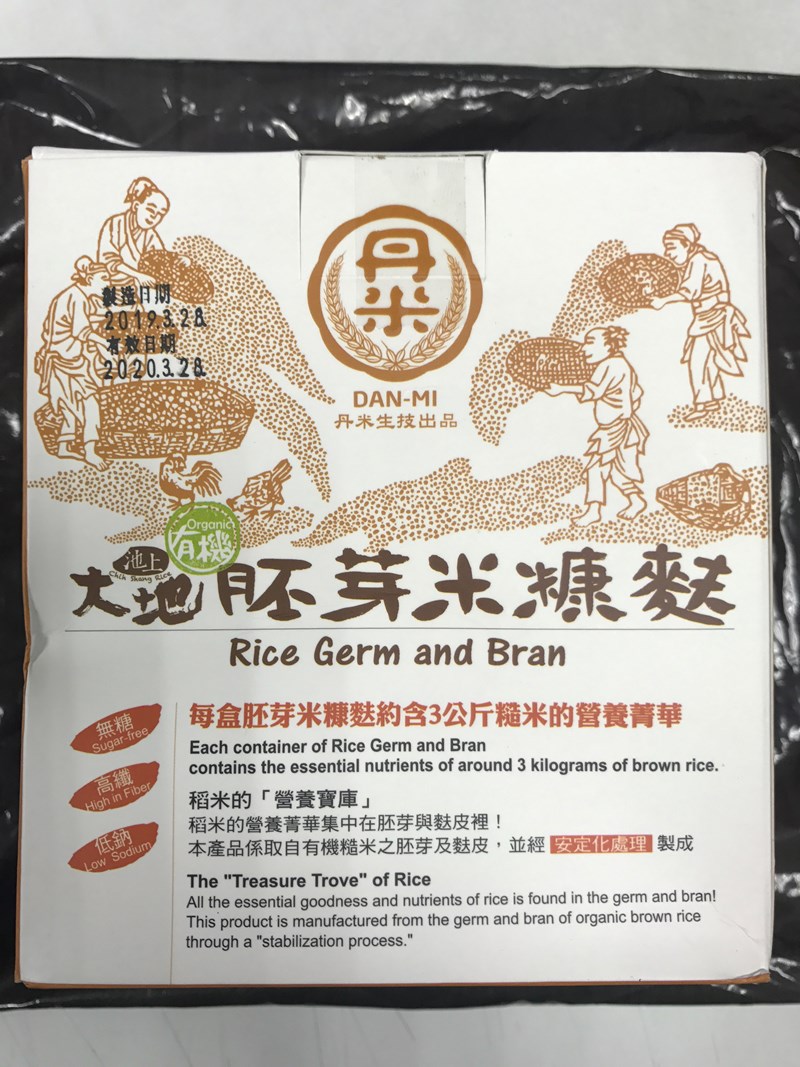 丹
米
DAN-MI
丹米生技出品
製造日期
2019.3.28.
有效日期
2020.3.28.
Organic
有機
池上
Chih Shang Rice
大地胚芽米糠麩
Rice Germ and Bran
無糖
Sugar-free
高纖
High in Fiber
低鈉
Low Sodium
每盒胚芽米糠麩約含3公斤糙米的營養菁華
Each container of Rice Germ and Bran
contains the essential nutrients of around 3 kilograms of brown rice.
稻米的「營養寶庫」
稻米的營養菁華集中在胚芽與麩皮裡！
本產品係取自有機糙米之胚芽及麩皮，並經 安定化處理 製成
The "Treasure Trove" of Rice
All the essential goodness and nutrients of rice is found in the germ and bran!
This product is manufactured from the germ and bran of organic brown rice
through a "stabilization process."